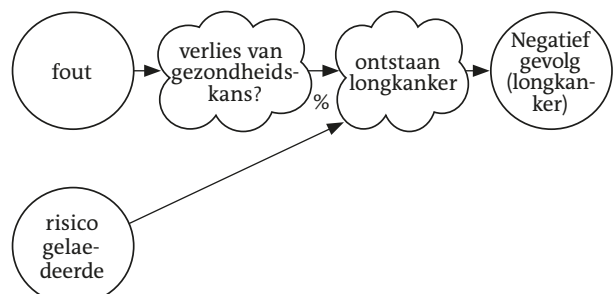 fout
verlies van
gezondheids-
kans?
%
ontstaan
longkanker
Negatief
gevolg
(longkan-
ker)
risico
gelae-
deerde